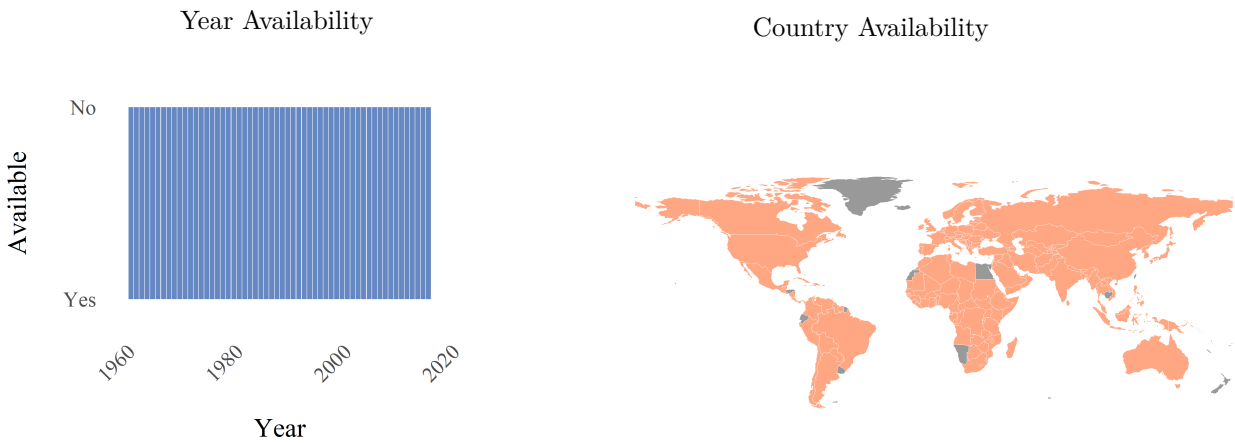 Year Availability
No
Available
Yes
1960
1980
2000
2020
Year
Country Availability